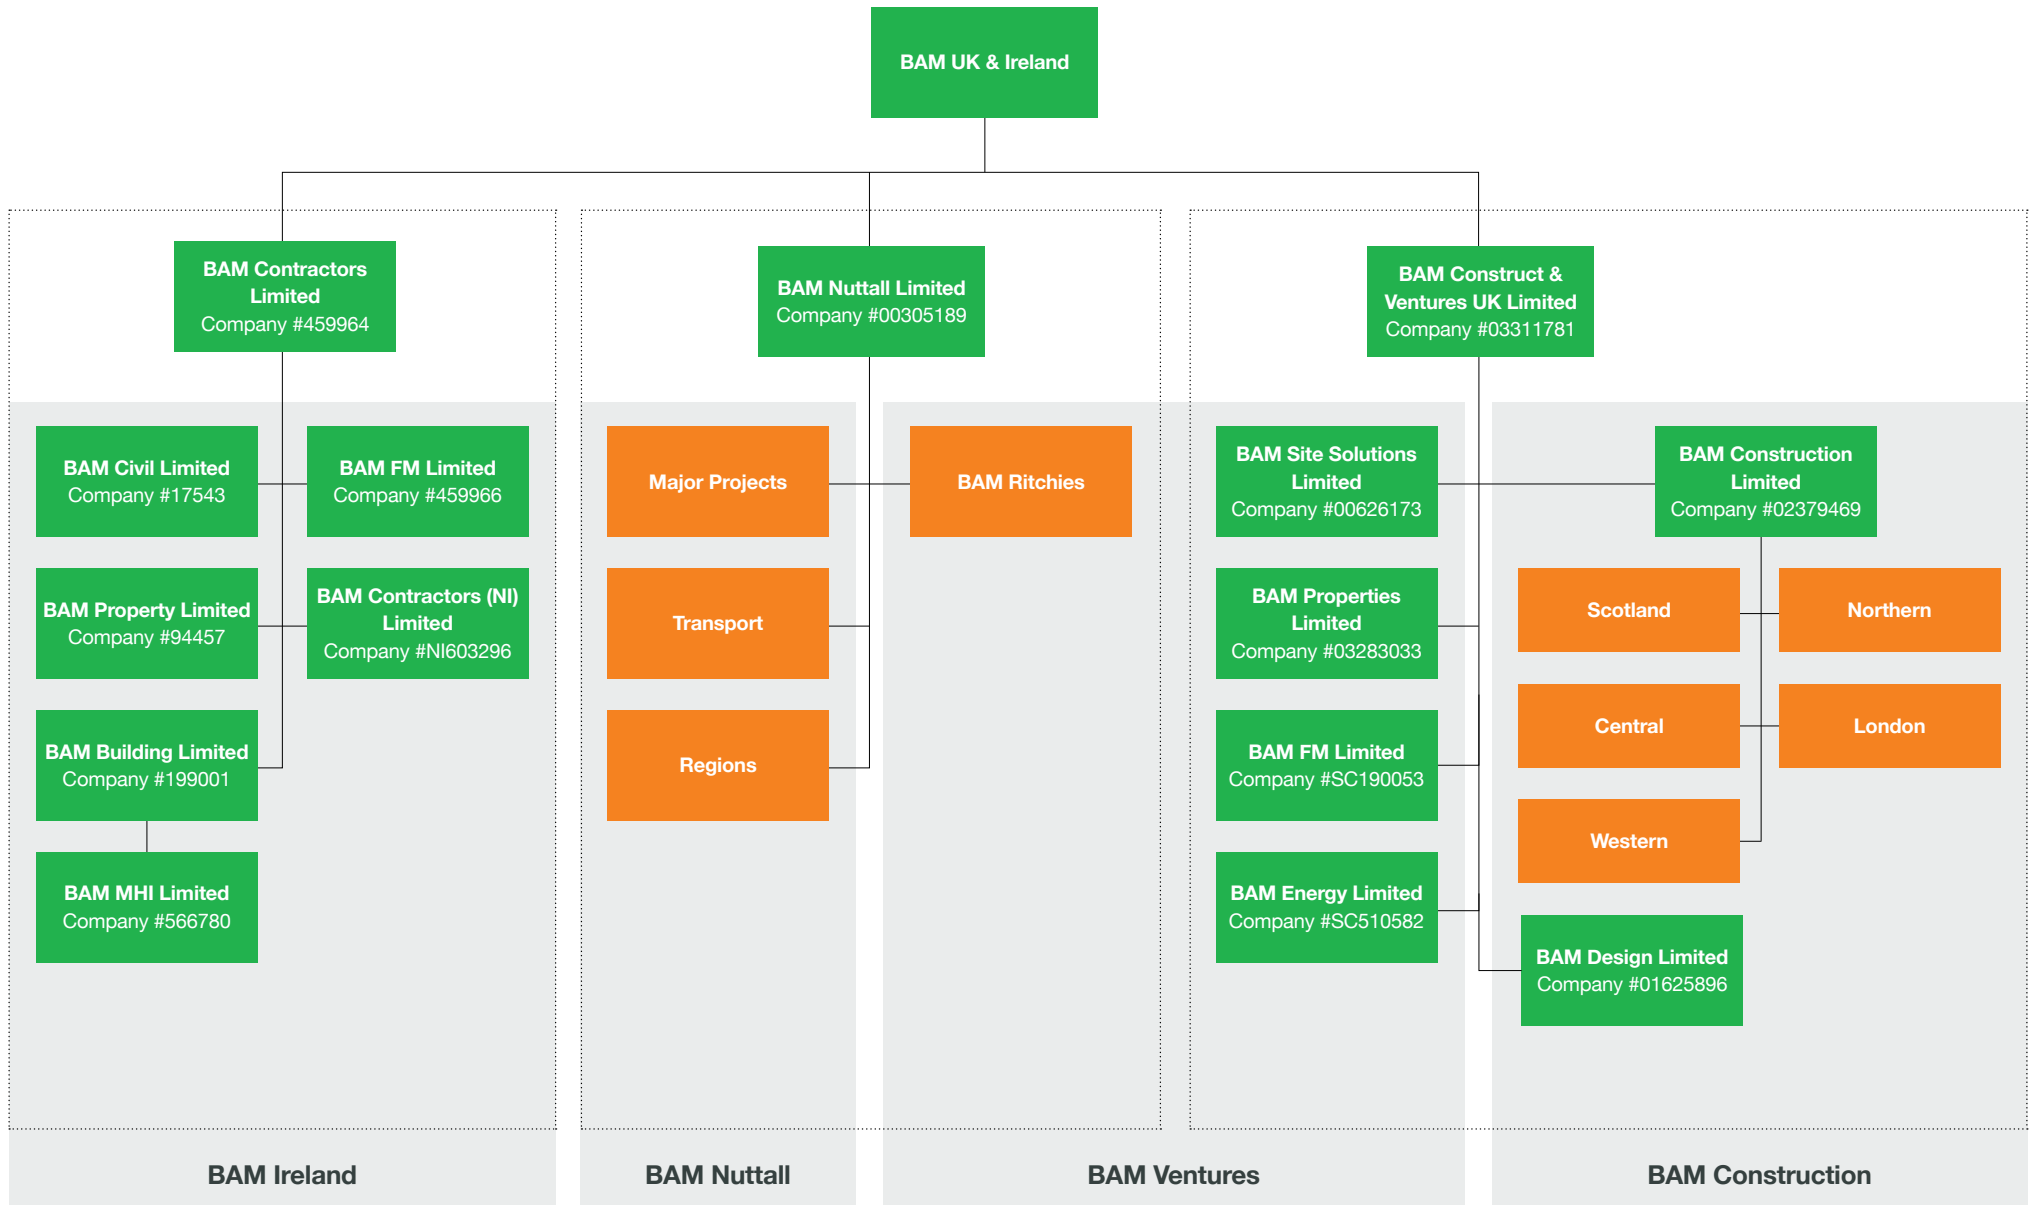 BAM UK & Ireland
BAM Contractors
Limited
Company #459964
BAM Nuttall Limited
Company #00305189
BAM Construct &
Ventures UK Limited
Company #03311781
BAM Civil Limited
Company #17543
BAM FM Limited
Company #459966
BAM Property Limited
Company #94457
BAM Contractors (NI)
Limited
Company #NI603296
BAM Building Limited
Company #199001
BAM MHI Limited
Company #566780
Major Projects
BAM Ritchies
Transport
Regions
BAM Site Solutions
Limited
Company #00626173
BAM Properties
Limited
Company #03283033
BAM FM Limited
Company #SC190053
BAM Energy Limited
Company #SC510582
BAM Construction
Limited
Company #02379469
Scotland
Northern
Central
London
Western
BAM Design Limited
Company #01625896
BAM Ireland
BAM Nuttall
BAM Ventures
BAM Construction